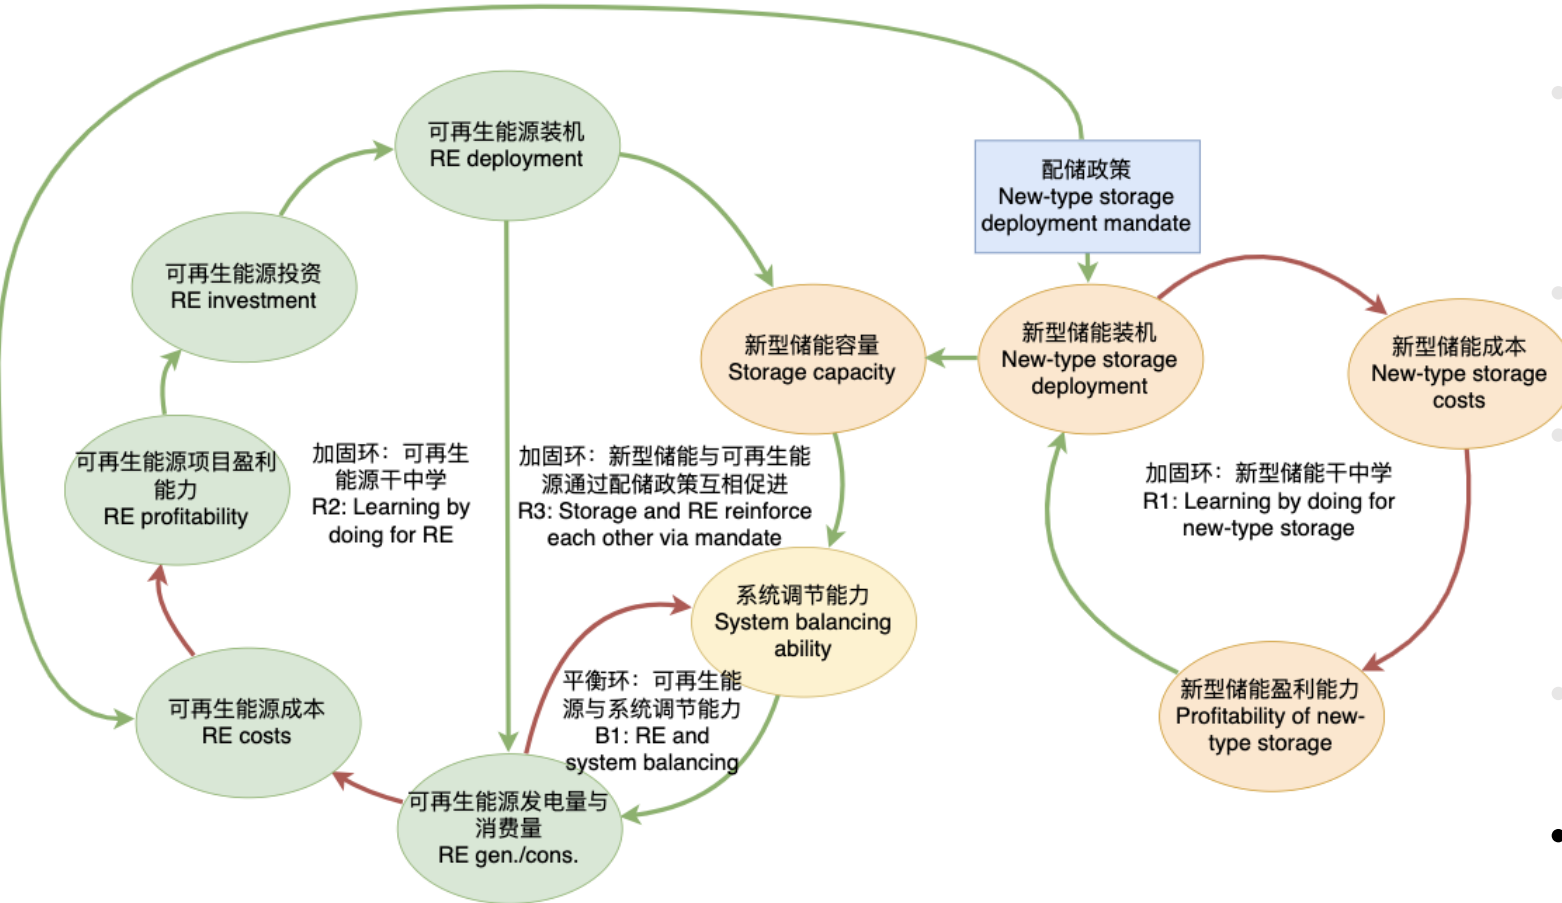 可再生能源装机
RE deployment
配储政策
New-type storage
deployment mandate
可再生能源投资
RE investment
新型储能容量
Storage capacity
新型储能装机
New-type storage
deployment
新型储能成本
New-type storage
costs
可再生能源项目盈利
能力
RE profitability
加固环：可再生
能源干中学
R2: Learning by
doing for RE
加固环：新型储能与可再生能
源通过配储政策互相促进
R3: Storage and RE reinforce
each other via mandate
加固环：新型储能干中学
R1: Learning by doing for
new-type storage
系统调节能力
System balancing
ability
平衡环：可再生能
源与系统调节能力
B1: RE and
system balancing
新型储能盈利能力
Profitability of new-
type storage
可再生能源成本
RE costs
可再生能源发电量与
消费量
RE gen./cons.